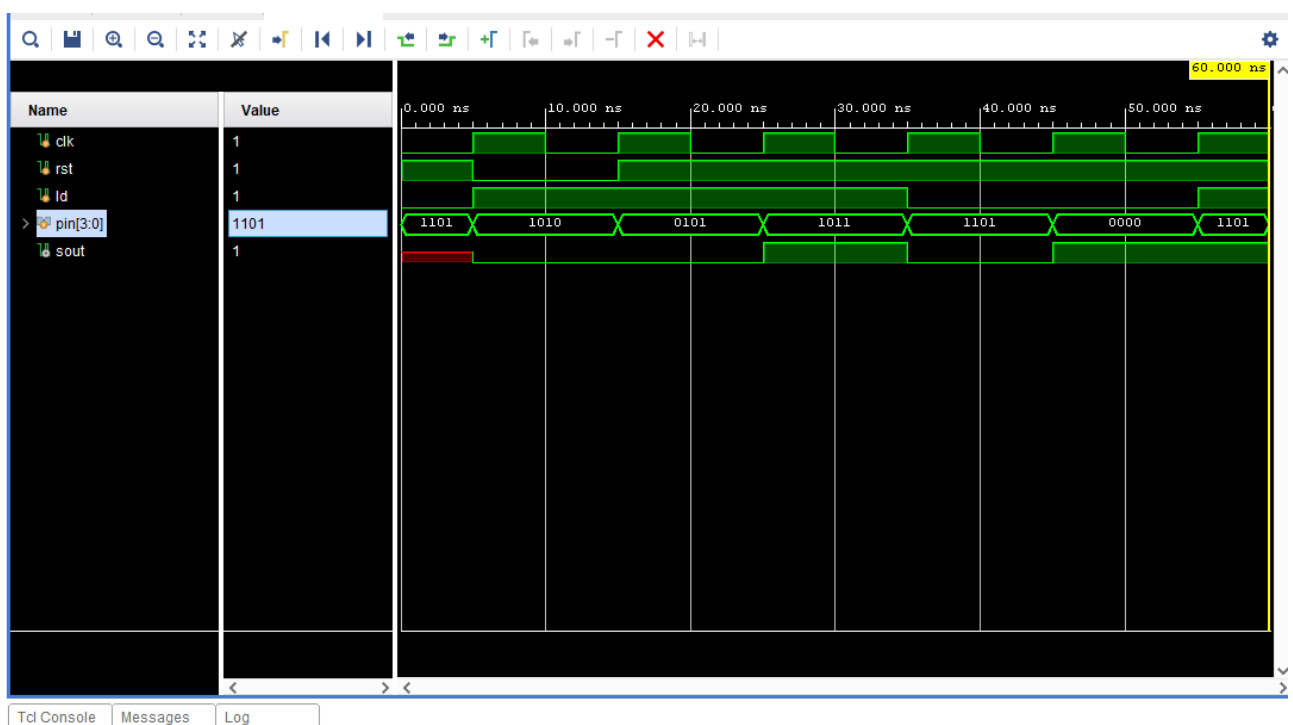 60.000 ns
Name Value
0.000 ns 10.000 ns 20.000 ns 30.000 ns 40.000 ns 50.000 ns
clk 1
rst 1
ld 1
pin[3:0] 1101 1101 1010 0101 1011 1101 0000 1101
sout 1
Tcl Console Messages Log